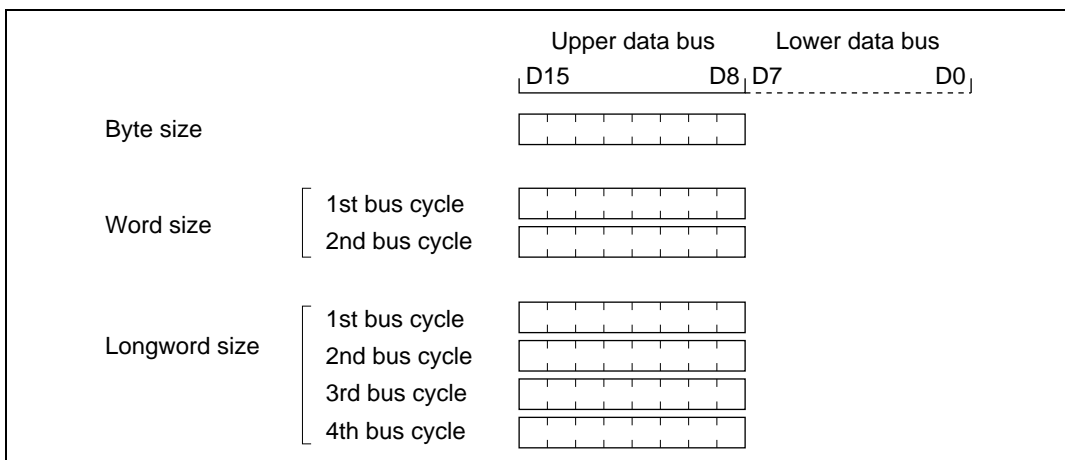 Upper data bus Lower data bus
D15 D8 D7 D0
Byte size
Word size
1st bus cycle
2nd bus cycle
Longword size
1st bus cycle
2nd bus cycle
3rd bus cycle
4th bus cycle